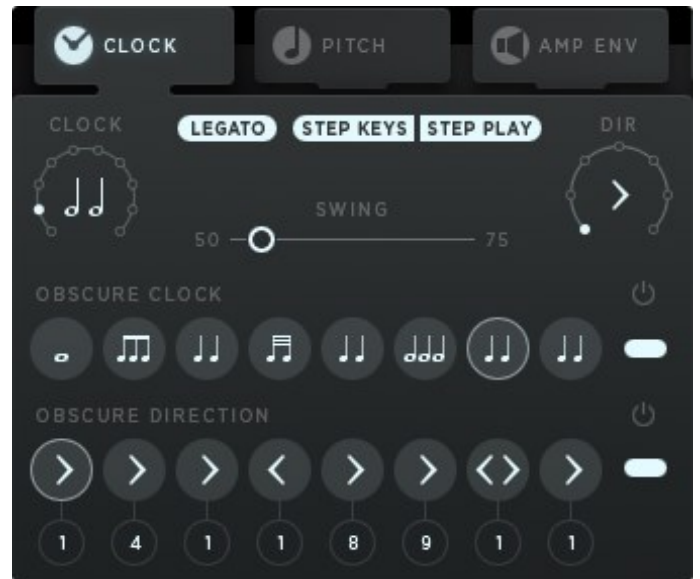 CLOCK PITCH AMP ENV
CLOCK LEGATO STEP KEYS STEP PLAY DIR
SWING
50 75
OBSCURE CLOCK
OBSCURE DIRECTION
1 4 1 1 8 9 1 1